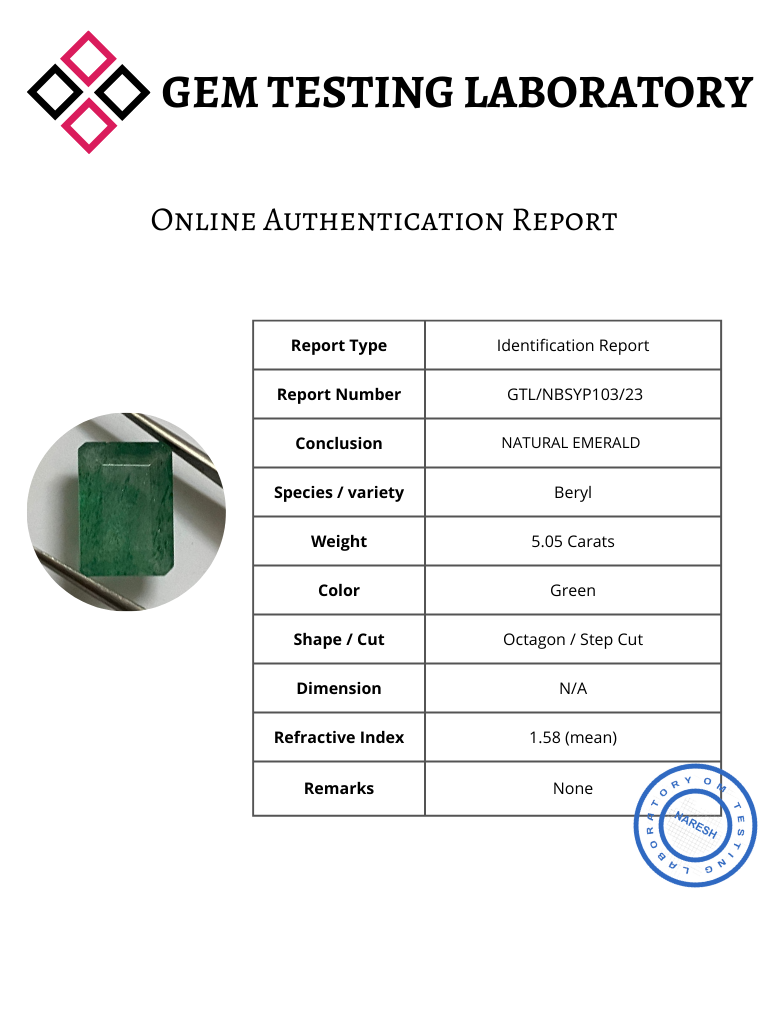 GEM TESTING LABORATORY
Online Authentication Report
Report Type Identification Report
Report Number GTL/NBSYP103/23
Conclusion NATURAL EMERALD
Species / variety Beryl
Weight 5.05 Carats
Color Green
Shape / Cut Octagon / Step Cut
Dimension N/A
Refractive Index 1.58 (mean)
Remarks None
OM TESTING LABORATORY
NARESH